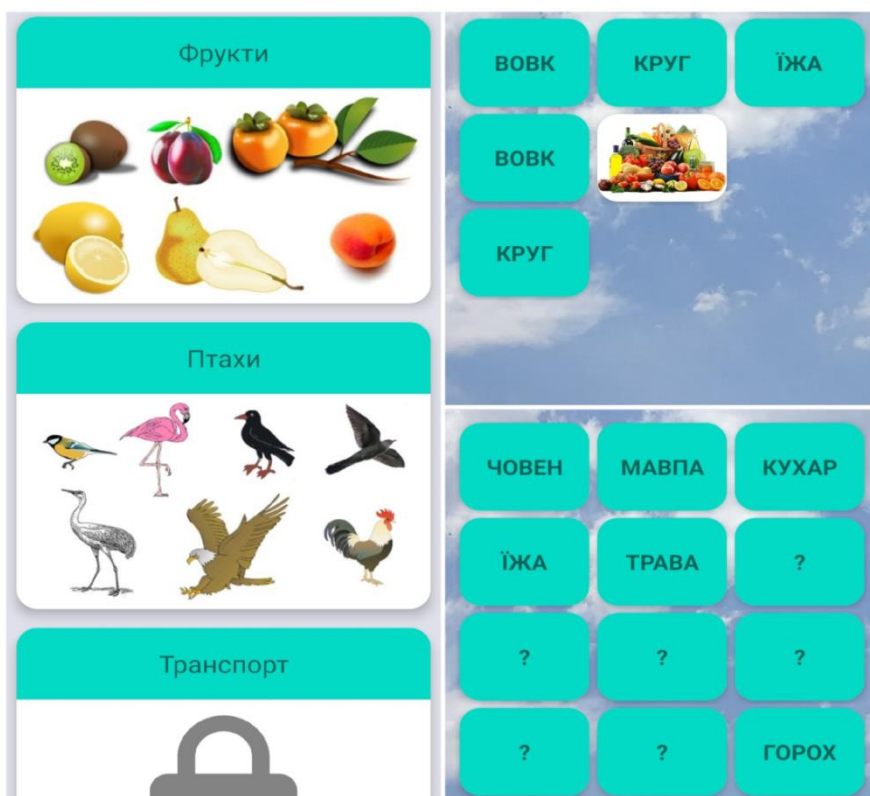 Фрукти
Птахи
Транспорт
ВОВК КРУГ ЇЖА
ВОВК
КРУГ
ЧОВЕН МАВПА КУХАР
ЇЖА ТРАВА ?
? ? ?
? ? ГОРОХ